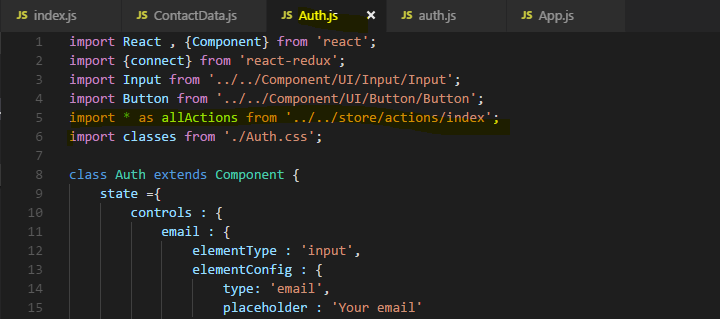 JS index.js JS ContactData.js JS Auth.js × JS auth.js JS App.js
1 import React , {Component} from 'react';
2 import {connect} from 'react-redux';
3 import Input from '../../Component/UI/Input/Input';
4 import Button from '../../Component/UI/Button/Button';
5 import * as allActions from '../../store/actions/index';
6 import classes from './Auth.css';
7
8 class Auth extends Component {
9 state ={
10 controls : {
11 email : {
12 elementType : 'input',
13 elementConfig : {
14 type: 'email',
15 placeholder : 'Your email'